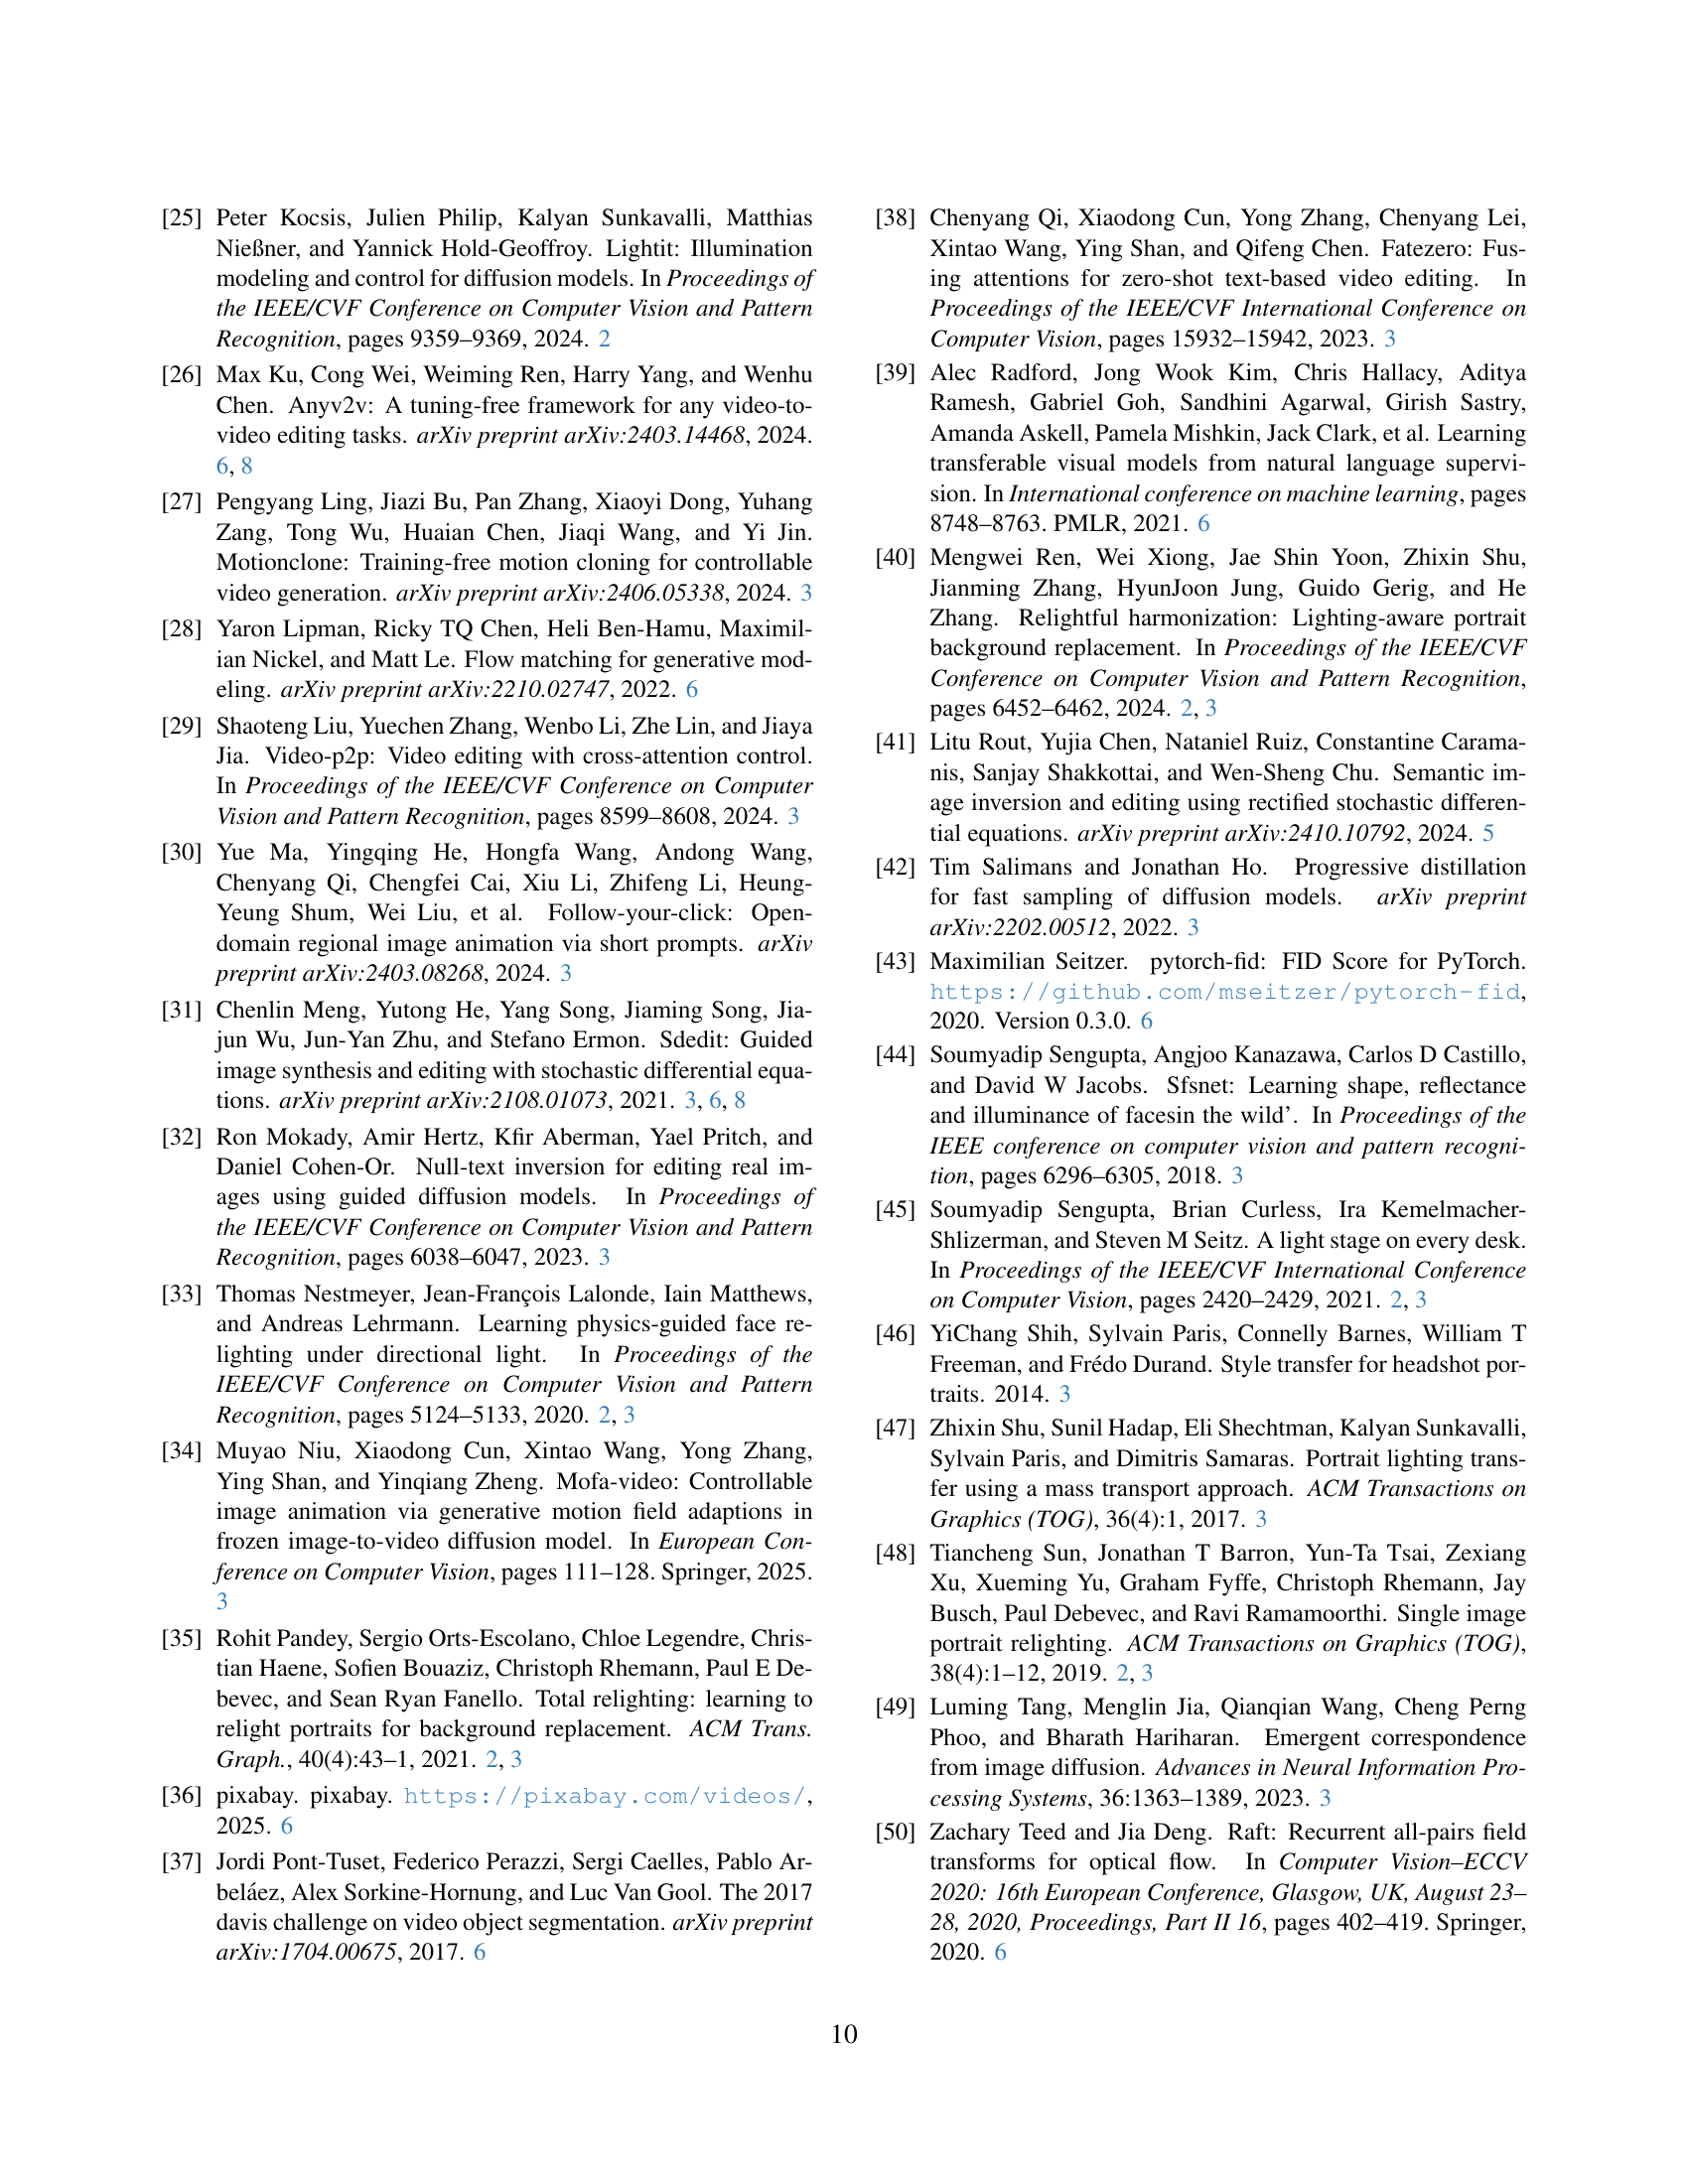 [25] Peter Kocsis, Julien Philip, Kalyan Sunkavalli, Matthias
Nießner, and Yannick Hold-Geoffroy. Lightit: Illumination
modeling and control for diffusion models. In Proceedings of
the IEEE/CVF Conference on Computer Vision and Pattern
Recognition, pages 9359–9369, 2024. 2
[26] Max Ku, Cong Wei, Weiming Ren, Harry Yang, and Wenhu
Chen. Anyv2v: A tuning-free framework for any video-to-
video editing tasks. arXiv preprint arXiv:2403.14468, 2024.
6, 8
[27] Pengyang Ling, Jiazi Bu, Pan Zhang, Xiaoyi Dong, Yuhang
Zang, Tong Wu, Huaian Chen, Jiaqi Wang, and Yi Jin.
Motionclone: Training-free motion cloning for controllable
video generation. arXiv preprint arXiv:2406.05338, 2024. 3
[28] Yaron Lipman, Ricky TQ Chen, Heli Ben-Hamu, Maximil-
ian Nickel, and Matt Le. Flow matching for generative mod-
eling. arXiv preprint arXiv:2210.02747, 2022. 6
[29] Shaoteng Liu, Yuechen Zhang, Wenbo Li, Zhe Lin, and Jiaya
Jia. Video-p2p: Video editing with cross-attention control.
In Proceedings of the IEEE/CVF Conference on Computer
Vision and Pattern Recognition, pages 8599–8608, 2024. 3
[30] Yue Ma, Yingqing He, Hongfa Wang, Andong Wang,
Chenyang Qi, Chengfei Cai, Xiu Li, Zhifeng Li, Heung-
Yeung Shum, Wei Liu, et al. Follow-your-click: Open-
domain regional image animation via short prompts. arXiv
preprint arXiv:2403.08268, 2024. 3
[31] Chenlin Meng, Yutong He, Yang Song, Jiaming Song, Jia-
jun Wu, Jun-Yan Zhu, and Stefano Ermon. Sdedit: Guided
image synthesis and editing with stochastic differential equa-
tions. arXiv preprint arXiv:2108.01073, 2021. 3, 6, 8
[32] Ron Mokady, Amir Hertz, Kfir Aberman, Yael Pritch, and
Daniel Cohen-Or. Null-text inversion for editing real im-
ages using guided diffusion models. In Proceedings of
the IEEE/CVF Conference on Computer Vision and Pattern
Recognition, pages 6038–6047, 2023. 3
[33] Thomas Nestmeyer, Jean-François Lalonde, Iain Matthews,
and Andreas Lehrmann. Learning physics-guided face re-
lighting under directional light. In Proceedings of the
IEEE/CVF Conference on Computer Vision and Pattern
Recognition, pages 5124–5133, 2020. 2, 3
[34] Muyao Niu, Xiaodong Cun, Xintao Wang, Yong Zhang,
Ying Shan, and Yinqiang Zheng. Mofa-video: Controllable
image animation via generative motion field adaptions in
frozen image-to-video diffusion model. In European Con-
ference on Computer Vision, pages 111–128. Springer, 2025.
3
[35] Rohit Pandey, Sergio Orts-Escolano, Chloe Legendre, Chris-
tian Haene, Sofien Bouaziz, Christoph Rhemann, Paul E De-
bevec, and Sean Ryan Fanello. Total relighting: learning to
relight portraits for background replacement. ACM Trans.
Graph., 40(4):43–1, 2021. 2, 3
[36] pixabay. pixabay. https://pixabay.com/videos/,
2025. 6
[37] Jordi Pont-Tuset, Federico Perazzi, Sergi Caelles, Pablo Ar-
beláez, Alex Sorkine-Hornung, and Luc Van Gool. The 2017
davis challenge on video object segmentation. arXiv preprint
arXiv:1704.00675, 2017. 6
[38] Chenyang Qi, Xiaodong Cun, Yong Zhang, Chenyang Lei,
Xintao Wang, Ying Shan, and Qifeng Chen. Fatezero: Fus-
ing attentions for zero-shot text-based video editing. In
Proceedings of the IEEE/CVF International Conference on
Computer Vision, pages 15932–15942, 2023. 3
[39] Alec Radford, Jong Wook Kim, Chris Hallacy, Aditya
Ramesh, Gabriel Goh, Sandhini Agarwal, Girish Sastry,
Amanda Askell, Pamela Mishkin, Jack Clark, et al. Learning
transferable visual models from natural language supervi-
sion. In International conference on machine learning, pages
8748–8763. PMLR, 2021. 6
[40] Mengwei Ren, Wei Xiong, Jae Shin Yoon, Zhixin Shu,
Jianming Zhang, HyunJoon Jung, Guido Gerig, and He
Zhang. Relightful harmonization: Lighting-aware portrait
background replacement. In Proceedings of the IEEE/CVF
Conference on Computer Vision and Pattern Recognition,
pages 6452–6462, 2024. 2, 3
[41] Litu Rout, Yujia Chen, Nataniel Ruiz, Constantine Carama-
nis, Sanjay Shakkottai, and Wen-Sheng Chu. Semantic im-
age inversion and editing using rectified stochastic differen-
tial equations. arXiv preprint arXiv:2410.10792, 2024. 5
[42] Tim Salimans and Jonathan Ho. Progressive distillation
for fast sampling of diffusion models. arXiv preprint
arXiv:2202.00512, 2022. 3
[43] Maximilian Seitzer. pytorch-fid: FID Score for PyTorch.
https://github.com/mseitzer/pytorch-fid,
2020. Version 0.3.0. 6
[44] Soumyadip Sengupta, Angjoo Kanazawa, Carlos D Castillo,
and David W Jacobs. Sfsnet: Learning shape, reflectance
and illuminance of facesin the wild’. In Proceedings of the
IEEE conference on computer vision and pattern recogni-
tion, pages 6296–6305, 2018. 3
[45] Soumyadip Sengupta, Brian Curless, Ira Kemelmacher-
Shlizerman, and Steven M Seitz. A light stage on every desk.
In Proceedings of the IEEE/CVF International Conference
on Computer Vision, pages 2420–2429, 2021. 2, 3
[46] YiChang Shih, Sylvain Paris, Connelly Barnes, William T
Freeman, and Frédo Durand. Style transfer for headshot por-
traits. 2014. 3
[47] Zhixin Shu, Sunil Hadap, Eli Shechtman, Kalyan Sunkavalli,
Sylvain Paris, and Dimitris Samaras. Portrait lighting trans-
fer using a mass transport approach. ACM Transactions on
Graphics (TOG), 36(4):1, 2017. 3
[48] Tiancheng Sun, Jonathan T Barron, Yun-Ta Tsai, Zexiang
Xu, Xueming Yu, Graham Fyffe, Christoph Rhemann, Jay
Busch, Paul Debevec, and Ravi Ramamoorthi. Single image
portrait relighting. ACM Transactions on Graphics (TOG),
38(4):1–12, 2019. 2, 3
[49] Luming Tang, Menglin Jia, Qianqian Wang, Cheng Perng
Phoo, and Bharath Hariharan. Emergent correspondence
from image diffusion. Advances in Neural Information Pro-
cessing Systems, 36:1363–1389, 2023. 3
[50] Zachary Teed and Jia Deng. Raft: Recurrent all-pairs field
transforms for optical flow. In Computer Vision–ECCV
2020: 16th European Conference, Glasgow, UK, August 23–
28, 2020, Proceedings, Part II 16, pages 402–419. Springer,
2020. 6
10